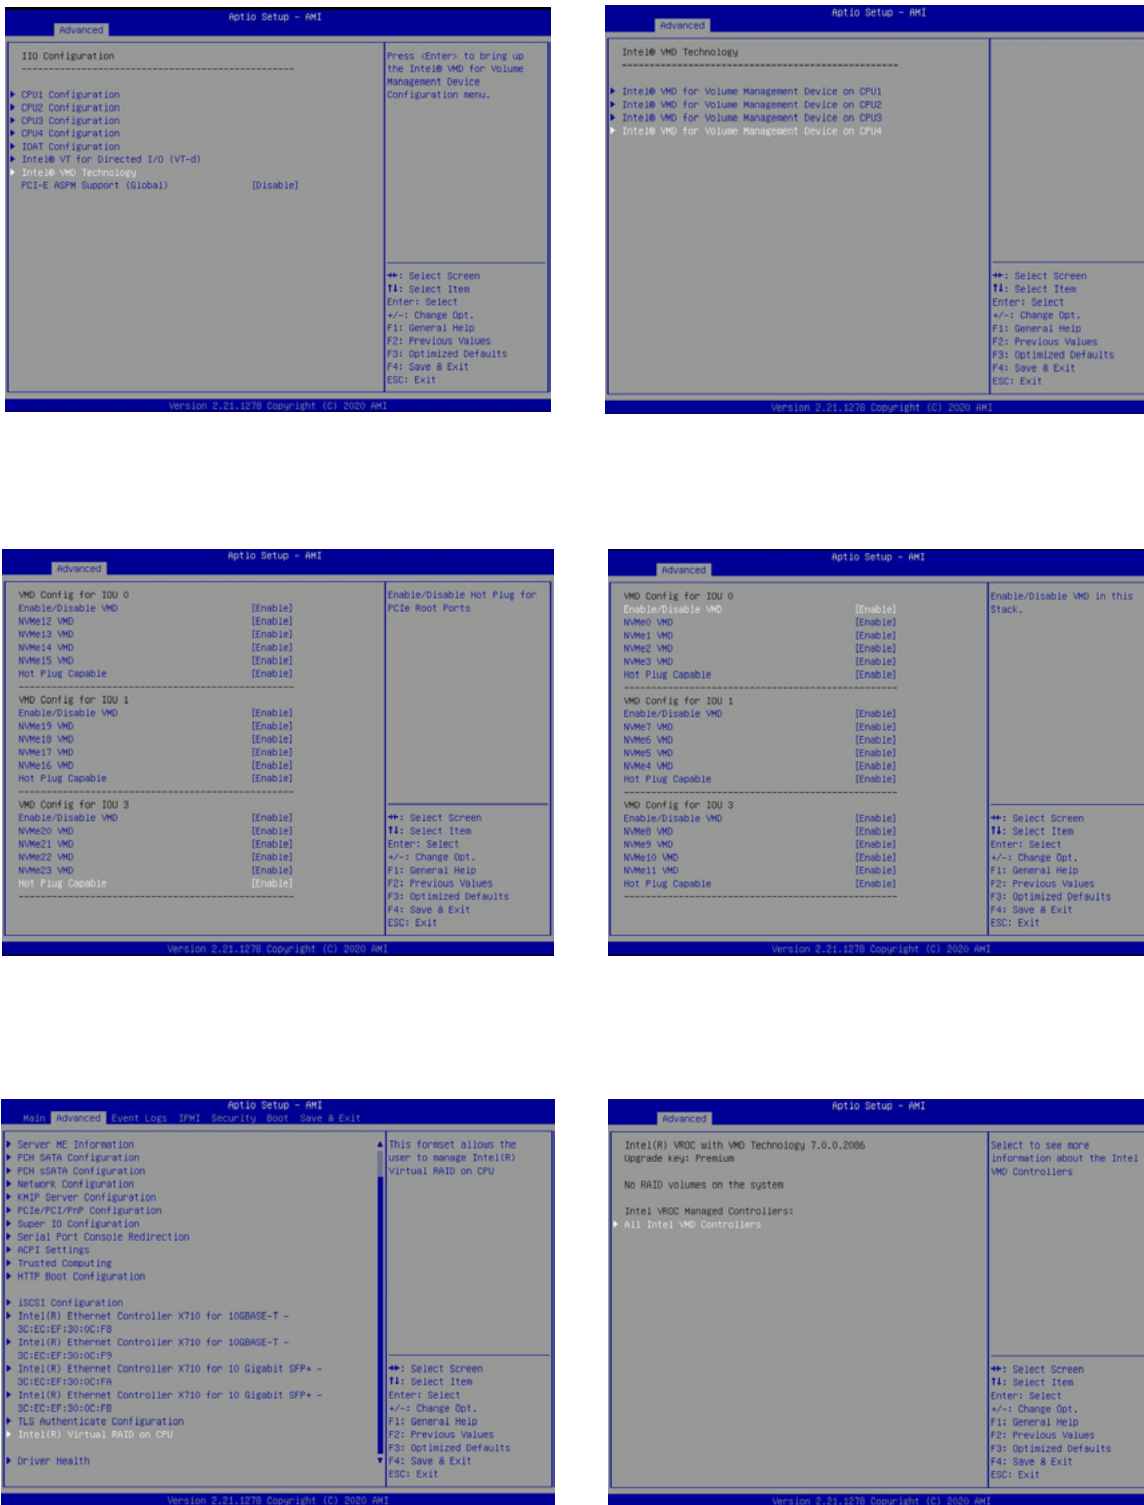 Aptio Setup – AMI
Advanced
IIO Configuration
Press <Enter> to bring up
the Intel® VMD for Volume
Management Device
Configuration menu.
CPU1 Configuration
CPU2 Configuration
CPU3 Configuration
CPU4 Configuration
IOAT Configuration
Intel® VT for Directed I/O (VT-d)
Intel® VMD Technology
PCI-E ASPM Support (Global) [Disable]
++: Select Screen
↑↓: Select Item
Enter: Select
+/-: Change Opt.
F1: General Help
F2: Previous Values
F3: Optimized Defaults
F4: Save & Exit
ESC: Exit
Version 2.21.1278 Copyright (C) 2020 AMI
Aptio Setup – AMI
Advanced
Intel® VMD Technology
Intel® VMD for Volume Management Device on CPU1
Intel® VMD for Volume Management Device on CPU2
Intel® VMD for Volume Management Device on CPU3
Intel® VMD for Volume Management Device on CPU4
++: Select Screen
↑↓: Select Item
Enter: Select
+/-: Change Opt.
F1: General Help
F2: Previous Values
F3: Optimized Defaults
F4: Save & Exit
ESC: Exit
Version 2.21.1278 Copyright (C) 2020 AMI
Aptio Setup – AMI
Advanced
VMD Config for IOU 0
Enable/Disable VMD [Enable]
NVMe12 VMD [Enable]
NVMe13 VMD [Enable]
NVMe14 VMD [Enable]
NVMe15 VMD [Enable]
Hot Plug Capable [Enable]
VMD Config for IOU 1
Enable/Disable VMD [Enable]
NVMe19 VMD [Enable]
NVMe18 VMD [Enable]
NVMe17 VMD [Enable]
NVMe16 VMD [Enable]
Hot Plug Capable [Enable]
VMD Config for IOU 3
Enable/Disable VMD [Enable]
NVMe20 VMD [Enable]
NVMe21 VMD [Enable]
NVMe22 VMD [Enable]
NVMe23 VMD [Enable]
Hot Plug Capable [Enable]
Enable/Disable Hot Plug for
PCIe Root Ports
++: Select Screen
↑↓: Select Item
Enter: Select
+/-: Change Opt.
F1: General Help
F2: Previous Values
F3: Optimized Defaults
F4: Save & Exit
ESC: Exit
Version 2.21.1278 Copyright (C) 2020 AMI
Aptio Setup – AMI
Advanced
VMD Config for IOU 0
Enable/Disable VMD [Enable]
NVMe0 VMD [Enable]
NVMe1 VMD [Enable]
NVMe2 VMD [Enable]
NVMe3 VMD [Enable]
Hot Plug Capable [Enable]
VMD Config for IOU 1
Enable/Disable VMD [Enable]
NVMe7 VMD [Enable]
NVMe6 VMD [Enable]
NVMe5 VMD [Enable]
NVMe4 VMD [Enable]
Hot Plug Capable [Enable]
VMD Config for IOU 3
Enable/Disable VMD [Enable]
NVMe8 VMD [Enable]
NVMe9 VMD [Enable]
NVMe10 VMD [Enable]
NVMe11 VMD [Enable]
Hot Plug Capable [Enable]
Enable/Disable VMD in this
Stack.
++: Select Screen
↑↓: Select Item
Enter: Select
+/-: Change Opt.
F1: General Help
F2: Previous Values
F3: Optimized Defaults
F4: Save & Exit
ESC: Exit
Version 2.21.1278 Copyright (C) 2020 AMI
Aptio Setup – AMI
Main Advanced Event Logs IPMI Security Boot Save & Exit
Server ME Information
PCH SATA Configuration
PCH sSATA Configuration
Network Configuration
KMIP Server Configuration
PCIe/PCI/PnP Configuration
Super IO Configuration
Serial Port Console Redirection
ACPI Settings
Trusted Computing
HTTP Boot Configuration
iSCSI Configuration
Intel(R) Ethernet Controller X710 for 10GBASE-T –
3C:EC:EF:30:0C:F8
Intel(R) Ethernet Controller X710 for 10GBASE-T –
3C:EC:EF:30:0C:F9
Intel(R) Ethernet Controller X710 for 10 Gigabit SFP+ –
3C:EC:EF:30:0C:FA
Intel(R) Ethernet Controller X710 for 10 Gigabit SFP+ –
3C:EC:EF:30:0C:FB
TLS Authenticate Configuration
Intel(R) Virtual RAID on CPU
Driver Health
This formset allows the
user to manage Intel(R)
Virtual RAID on CPU
++: Select Screen
↑↓: Select Item
Enter: Select
+/-: Change Opt.
F1: General Help
F2: Previous Values
F3: Optimized Defaults
F4: Save & Exit
ESC: Exit
Version 2.21.1278 Copyright (C) 2020 AMI
Aptio Setup – AMI
Advanced
Intel(R) VROC with VMD Technology 7.0.0.2086
Upgrade key: Premium
No RAID volumes on the system
Intel VROC Managed Controllers:
All Intel VMD Controllers
Select to see more
information about the Intel
VMD Controllers
++: Select Screen
↑↓: Select Item
Enter: Select
+/-: Change Opt.
F1: General Help
F2: Previous Values
F3: Optimized Defaults
F4: Save & Exit
ESC: Exit
Version 2.21.1278 Copyright (C) 2020 AMI